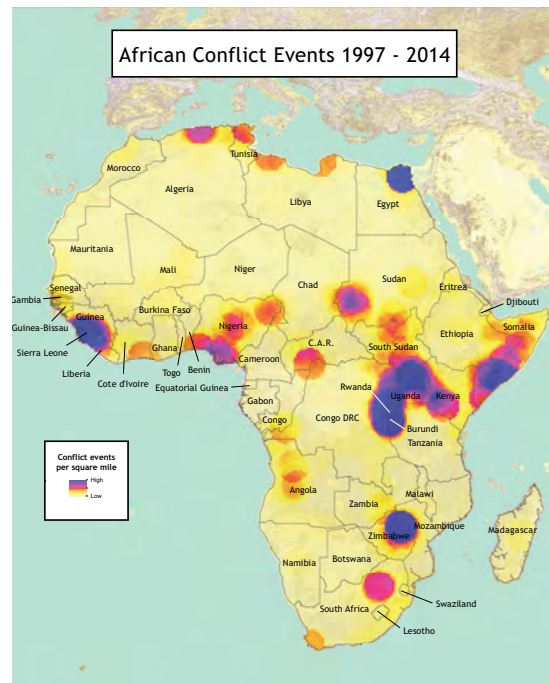 African Conflict Events 1997 - 2014
Tunisia
Morocco
Algeria
Libya
Egypt
Mauritania
Mali
Niger
Chad
Sudan
Eritrea
Senegal
Gambia
Djibouti
Burkina Faso
Guinea
Nigeria
Somalia
Guinea-Bissau
Ethiopia
Benin
C.A.R.
South Sudan
Ghana
Sierra Leone
Cameroon
Togo
Liberia
Cote d'Ivoire
Equatorial Guinea
Rwanda
Uganda
Kenya
Gabon
Congo
Congo DRC
Burundi
Tanzania
Conflict events
per square mile
High
Low
Angola
Malawi
Zambia
Mozambique
Madagascar
Zimbabwe
Namibia
Botswana
Swaziland
South Africa
Lesotho